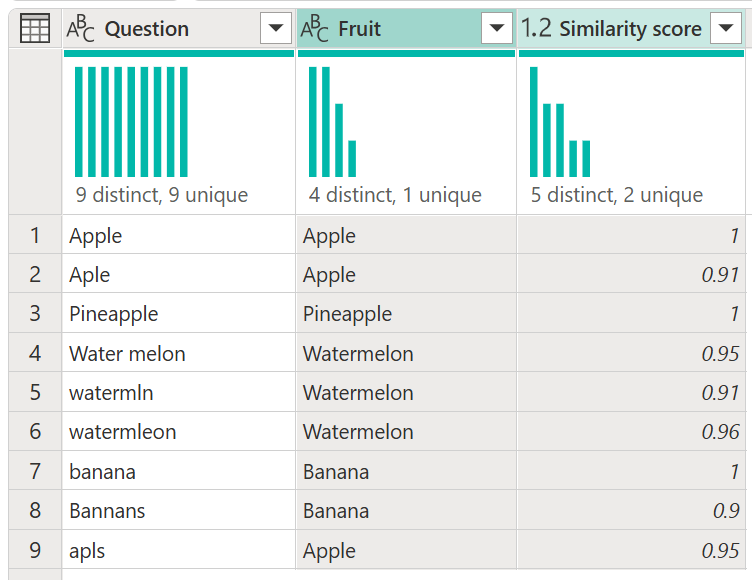 ABC Question ABC Fruit 1.2 Similarity score
9 distinct, 9 unique 4 distinct, 1 unique 5 distinct, 2 unique
1 Apple Apple 1
2 Aple Apple 0.91
3 Pineapple Pineapple 1
4 Water melon Watermelon 0.95
5 watermln Watermelon 0.91
6 watermleon Watermelon 0.96
7 banana Banana 1
8 Bannans Banana 0.9
9 apls Apple 0.95